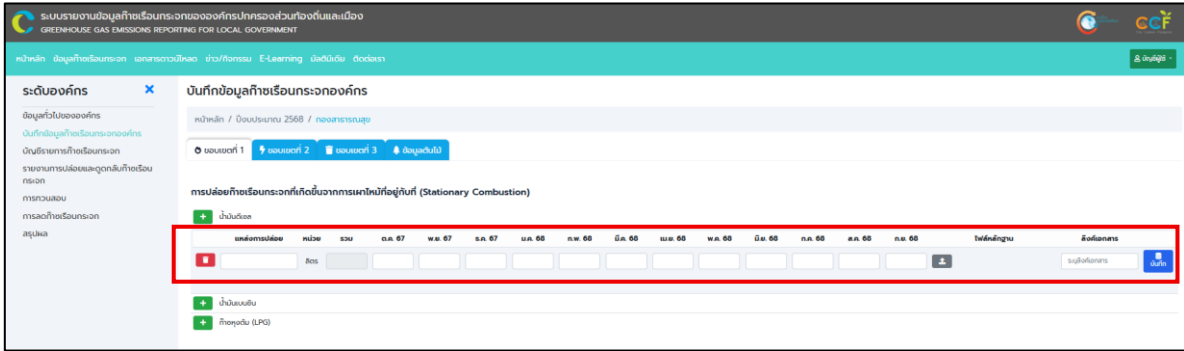 ระบบรายงานข้อมูลก๊าซเรือนกระจกขององค์กรปกครองส่วนท้องถิ่นและเมือง
GREENHOUSE GAS EMISSIONS REPORTING FOR LOCAL GOVERNMENT
CCF
หน้าหลัก ข้อมูลก๊าซเรือนกระจก เอกสารดาวน์โหลด ข่าว/กิจกรรม E-Learning มัลติมีเดีย ติดต่อเรา
บัญชีผู้ใช้
ระดับองค์กร
บันทึกข้อมูลก๊าซเรือนกระจกองค์กร
ข้อมูลทั่วไปขององค์กร
บันทึกข้อมูลก๊าซเรือนกระจกองค์กร
บัญชีรายการก๊าซเรือนกระจก
รายงานการปล่อยและดูดกลับก๊าซเรือน
กระจก
การทวนสอบ
การลดก๊าซเรือนกระจก
สรุปผล
หน้าหลัก / ปีงบประมาณ 2568 / กองสาธารณสุข
ขอบเขตที่ 1 ขอบเขตที่ 2 ขอบเขตที่ 3 ข้อมูลต้นไม้
การปล่อยก๊าซเรือนกระจกที่เกิดขึ้นจากการเผาไหม้ที่อยู่กับที่ (Stationary Combustion)
+ น้ำมันดีเซล
แหล่งการปล่อย หน่วย รวม ต.ค. 67 พ.ย. 67 ธ.ค. 67 ม.ค. 68 ก.พ. 68 มี.ค. 68 เม.ย. 68 พ.ค. 68 มิ.ย. 68 ก.ค. 68 ส.ค. 68 ก.ย. 68 ไฟล์หลักฐาน ลิงค์เอกสาร
ลิตร ระบุลิงค์เอกสาร บันทึก
+ น้ำมันเบนซิน
+ ก๊าซหุงต้ม (LPG)